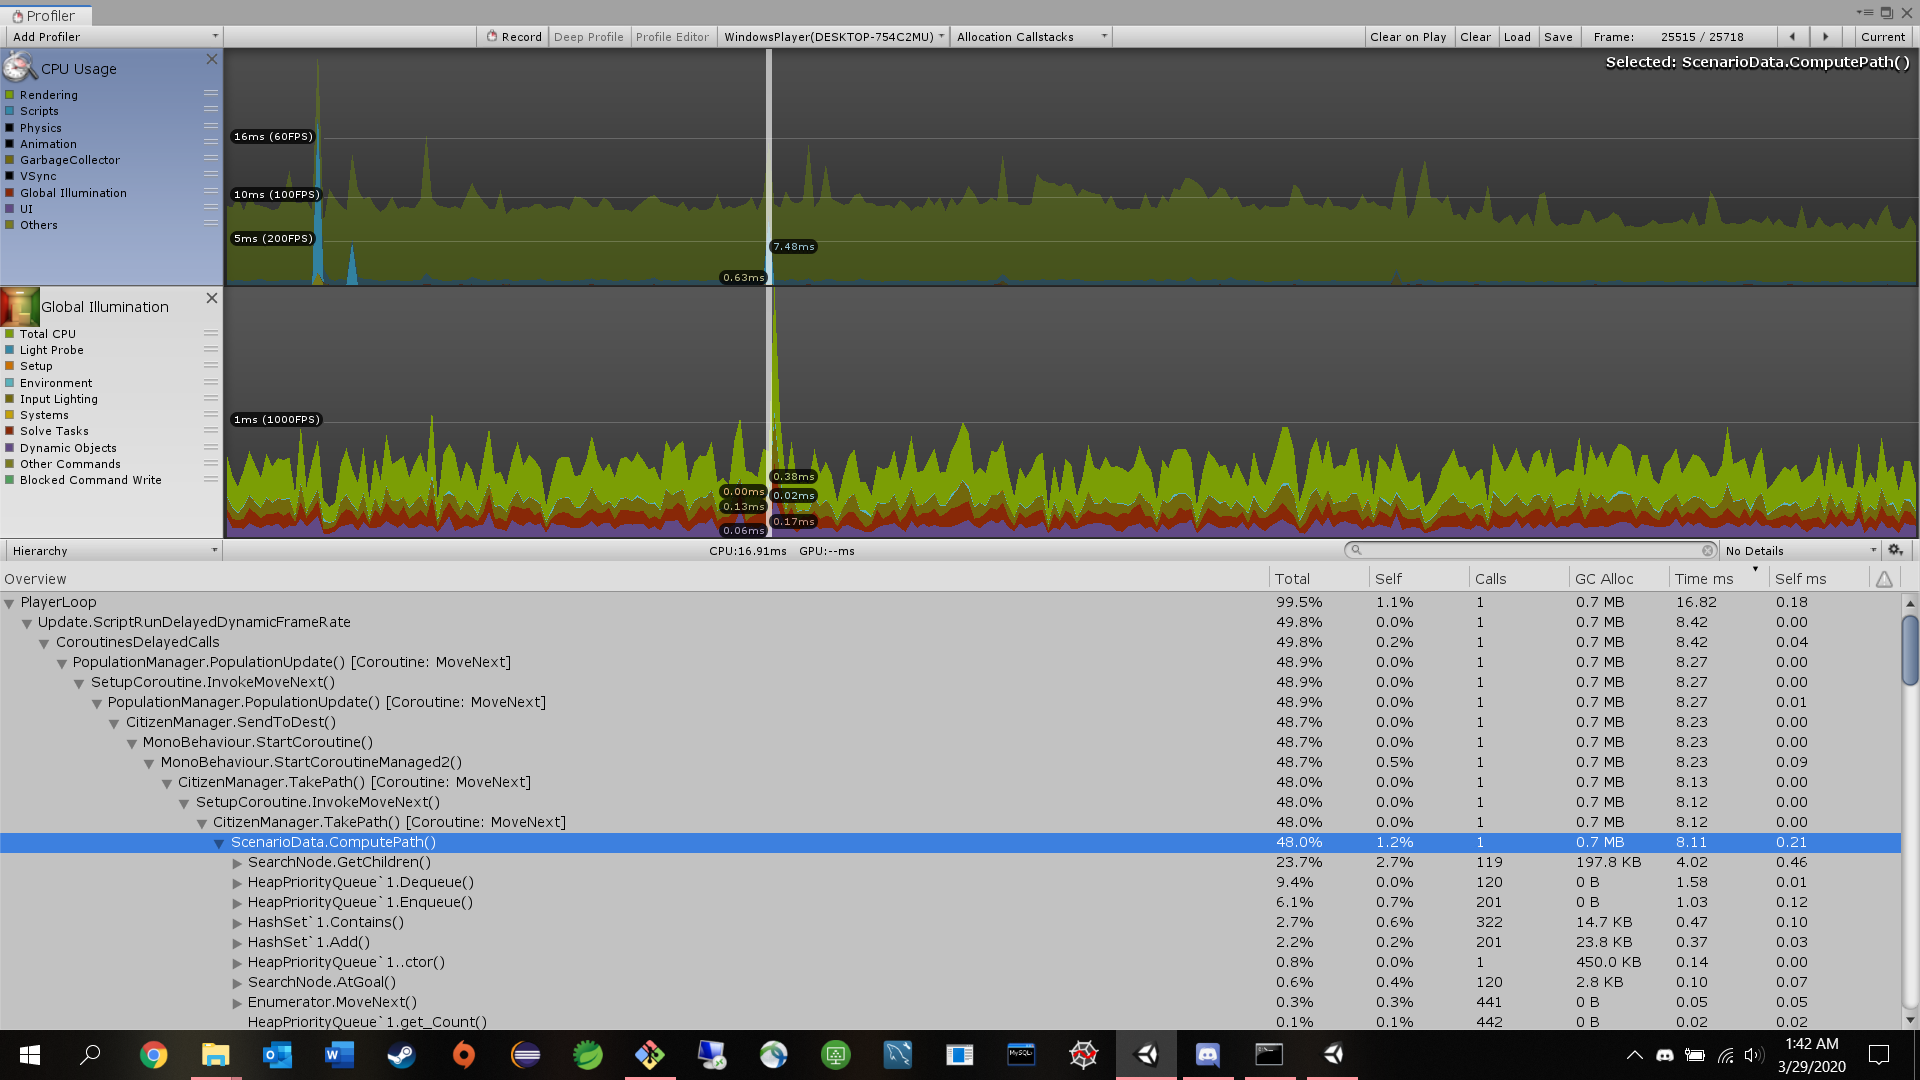 Profiler
Add Profiler Record Deep Profile Profile Editor WindowsPlayer(DESKTOP-754C2MU) Allocation Callstacks Clear on Play Clear Load Save Frame: 25515 / 25718 Current
CPU Usage
Rendering
Scripts
Physics
Animation
GarbageCollector
VSync
Global Illumination
UI
Others
Selected: ScenarioData.ComputePath()
16ms (60FPS)
10ms (100FPS)
5ms (200FPS)
7.48ms
0.63ms
Global Illumination
Total CPU
Light Probe
Setup
Environment
Input Lighting
Systems
Solve Tasks
Dynamic Objects
Other Commands
Blocked Command Write
1ms (1000FPS)
0.38ms
0.00ms 0.02ms
0.13ms
0.17ms
0.06ms
Hierarchy CPU:16.91ms GPU:--ms No Details
Overview Total Self Calls GC Alloc Time ms Self ms
PlayerLoop 99.5% 1.1% 1 0.7 MB 16.82 0.18
Update.ScriptRunDelayedDynamicFrameRate 49.8% 0.0% 1 0.7 MB 8.42 0.00
CoroutinesDelayedCalls 49.8% 0.2% 1 0.7 MB 8.42 0.04
PopulationManager.PopulationUpdate() [Coroutine: MoveNext] 48.9% 0.0% 1 0.7 MB 8.27 0.00
SetupCoroutine.InvokeMoveNext() 48.9% 0.0% 1 0.7 MB 8.27 0.00
PopulationManager.PopulationUpdate() [Coroutine: MoveNext] 48.9% 0.0% 1 0.7 MB 8.27 0.01
CitizenManager.SendToDest() 48.7% 0.0% 1 0.7 MB 8.23 0.00
MonoBehaviour.StartCoroutine() 48.7% 0.0% 1 0.7 MB 8.23 0.00
MonoBehaviour.StartCoroutineManaged2() 48.7% 0.5% 1 0.7 MB 8.23 0.09
CitizenManager.TakePath() [Coroutine: MoveNext] 48.0% 0.0% 1 0.7 MB 8.13 0.00
SetupCoroutine.InvokeMoveNext() 48.0% 0.0% 1 0.7 MB 8.12 0.00
CitizenManager.TakePath() [Coroutine: MoveNext] 48.0% 0.0% 1 0.7 MB 8.12 0.00
ScenarioData.ComputePath() 48.0% 1.2% 1 0.7 MB 8.11 0.21
SearchNode.GetChildren() 23.7% 2.7% 119 197.8 KB 4.02 0.46
HeapPriorityQueue`1.Dequeue() 9.4% 0.0% 120 0 B 1.58 0.01
HeapPriorityQueue`1.Enqueue() 6.1% 0.7% 201 0 B 1.03 0.12
HashSet`1.Contains() 2.7% 0.6% 322 14.7 KB 0.47 0.10
HashSet`1.Add() 2.2% 0.2% 201 23.8 KB 0.37 0.03
HeapPriorityQueue`1..ctor() 0.8% 0.0% 1 450.0 KB 0.14 0.00
SearchNode.AtGoal() 0.6% 0.4% 120 2.8 KB 0.10 0.07
Enumerator.MoveNext() 0.3% 0.3% 441 0 B 0.05 0.05
HeapPriorityQueue`1.get_Count() 0.1% 0.1% 442 0 B 0.02 0.02
MySQL
1:42 AM
3/29/2020